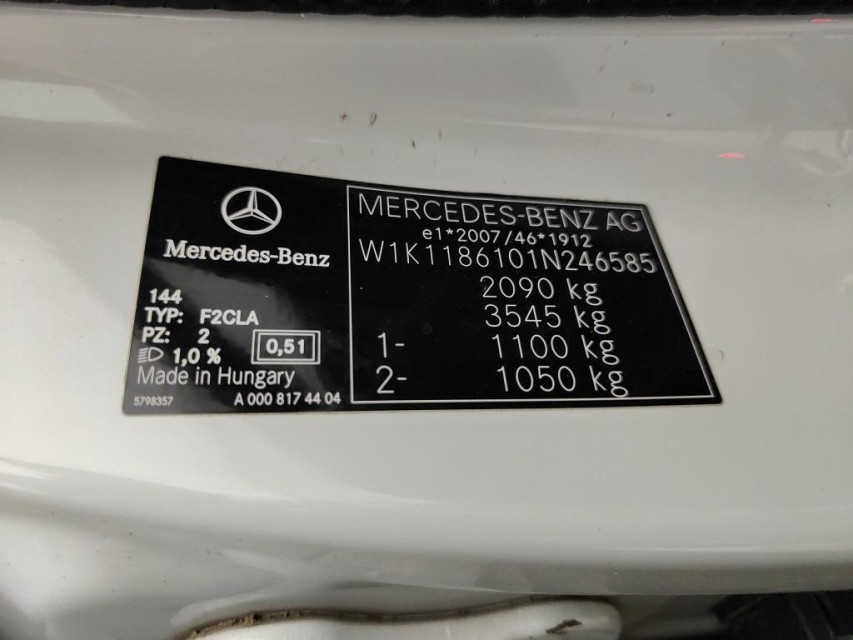 Mercedes-Benz
144
TYP: F2CLA
PZ: 2
1,0 %
0,51
Made in Hungary
5798357
A 000 817 44 04
MERCEDES-BENZ AG
e1*2007/46*1912
W1K1186101N246585
2090 kg
3545 kg
1- 1100 kg
2- 1050 kg